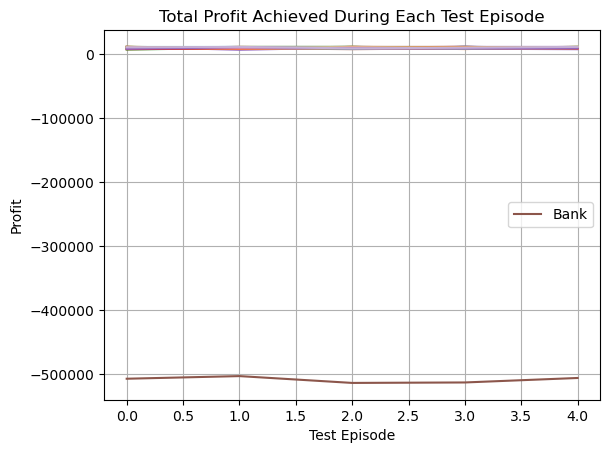 Total Profit Achieved During Each Test Episode
Profit
0
−100000
−200000
−300000
−400000
−500000
Bank
0.0 0.5 1.0 1.5 2.0 2.5 3.0 3.5 4.0
Test Episode